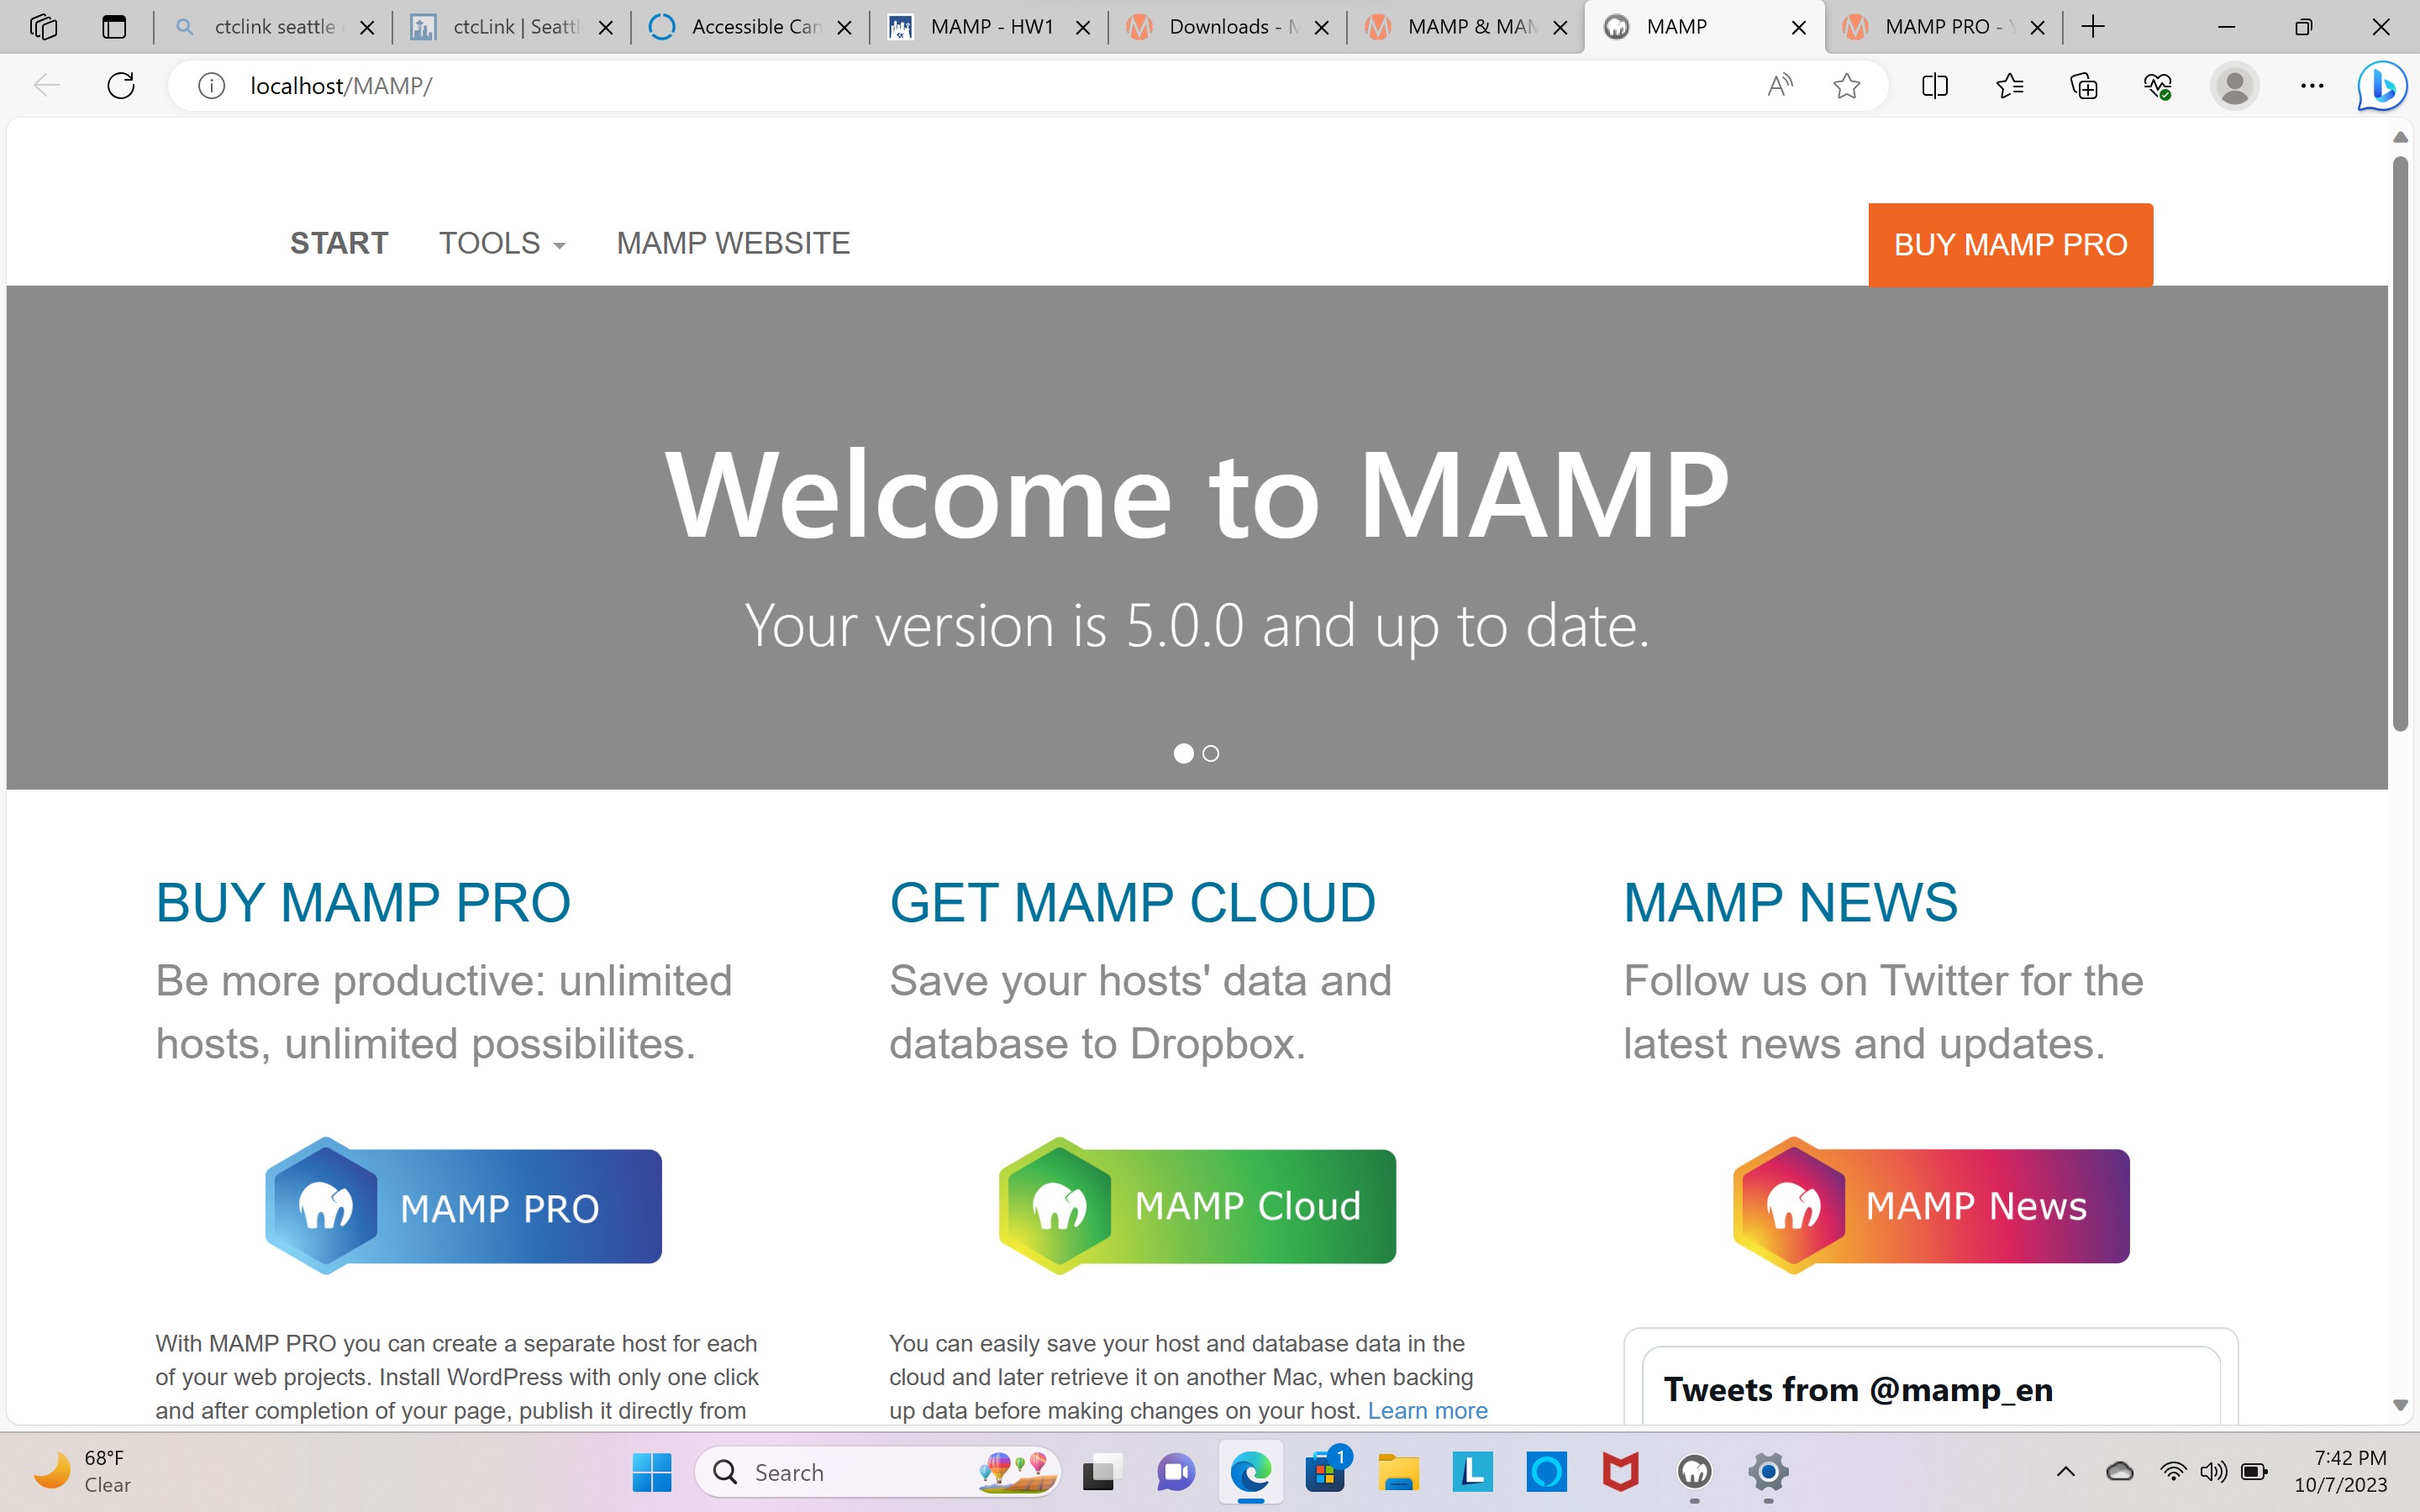 ctclink seattle
ctcLink | Seattl
Accessible Can
MAMP - HW1
Downloads - M
MAMP & MAM
MAMP
MAMP PRO - Y
localhost/MAMP/
START
TOOLS
MAMP WEBSITE
BUY MAMP PRO
Welcome to MAMP
Your version is 5.0.0 and up to date.
BUY MAMP PRO
Be more productive: unlimited
hosts, unlimited possibilites.
MAMP PRO
With MAMP PRO you can create a separate host for each
of your web projects. Install WordPress with only one click
and after completion of your page, publish it directly from
GET MAMP CLOUD
Save your hosts' data and
database to Dropbox.
MAMP Cloud
You can easily save your host and database data in the
cloud and later retrieve it on another Mac, when backing
up data before making changes on your host. Learn more
MAMP NEWS
Follow us on Twitter for the
latest news and updates.
MAMP News
Tweets from @mamp_en
68°F
Clear
Search
1
7:42 PM
10/7/2023